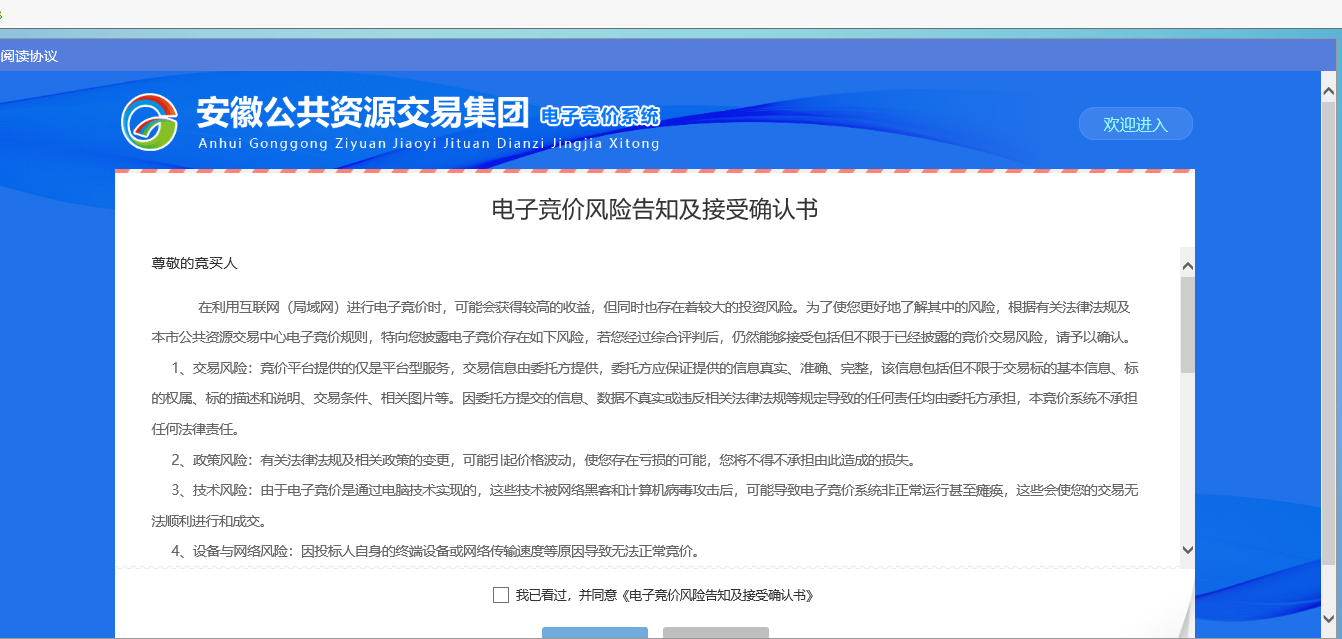 阅读协议
安徽公共资源交易集团 电子竞价系统
Anhui Gonggong Ziyuan Jiaoyi Jituan Dianzi Jingjia Xitong
欢迎进入
电子竞价风险告知及接受确认书
尊敬的竞买人
在利用互联网（局域网）进行电子竞价时，可能会获得较高的收益，但同时也存在着较大的投资风险。为了使您更好地了解其中的风险，根据有关法律法规及
本市公共资源交易中心电子竞价规则，特向您披露电子竞价存在如下风险，若您经过综合评判后，仍然能够接受包括但不限于已经披露的竞价交易风险，请予以确认。
1、交易风险：竞价平台提供的仅是平台型服务，交易信息由委托方提供，委托方应保证提供的信息真实、准确、完整，该信息包括但不限于交易标的基本信息、标
的权属、标的描述和说明、交易条件、相关图片等。因委托方提交的信息、数据不真实或违反相关法律法规等规定导致的任何责任均由委托方承担，本竞价系统不承担
任何法律责任。
2、政策风险：有关法律法规及相关政策的变更，可能引起价格波动，使您存在亏损的可能，您将不得不承担由此造成的损失。
3、技术风险：由于电子竞价是通过电脑技术实现的，这些技术被网络黑客和计算机病毒攻击后，可能导致电子竞价系统非正常运行甚至瘫痪，这些会使您的交易无
法顺利进行和成交。
4、设备与网络风险：因投标人自身的终端设备或网络传输速度等原因导致无法正常竞价。
我已看过，并同意《电子竞价风险告知及接受确认书》